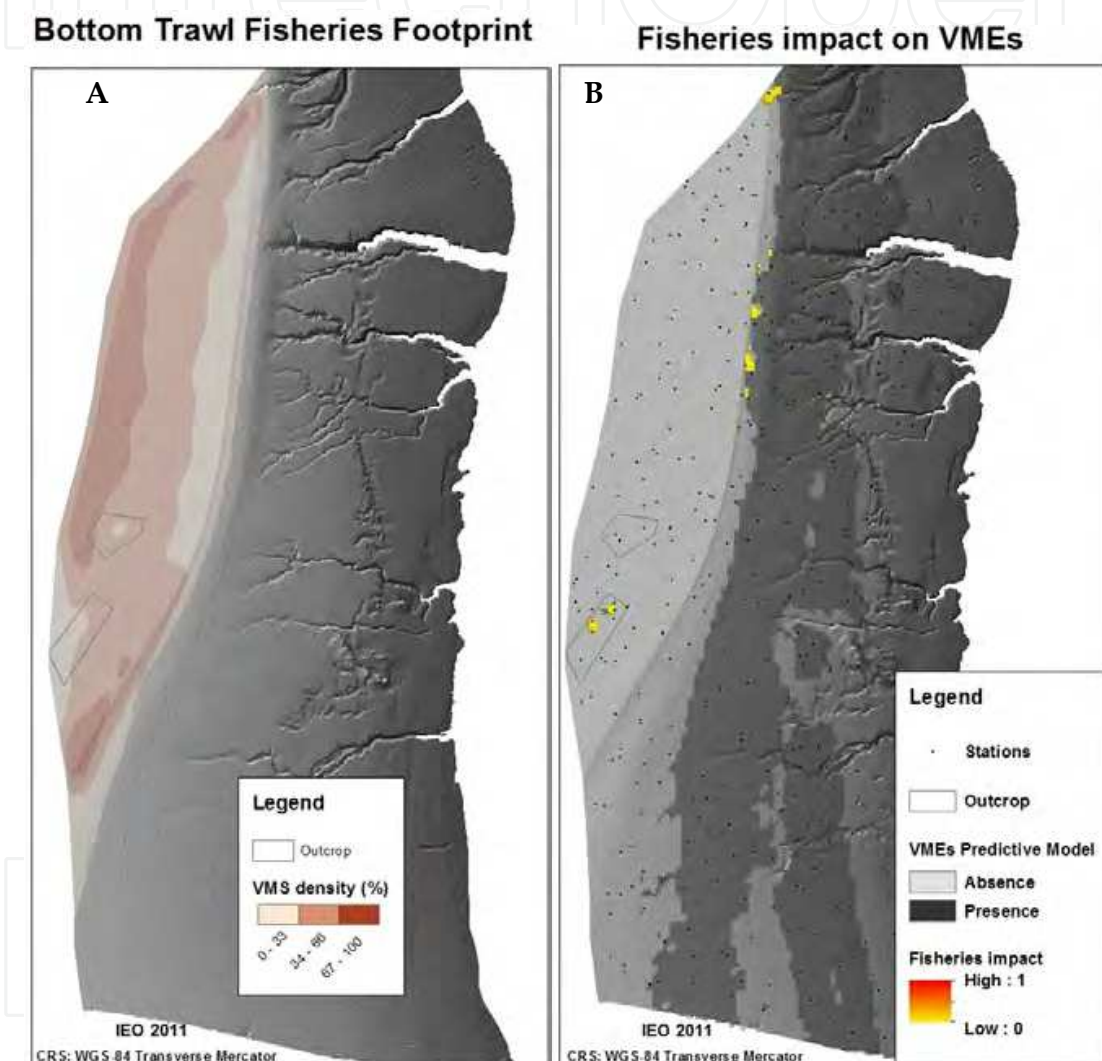 Bottom Trawl Fisheries Footprint
A
Legend
Outcrop
VMS density (%)
0 - 33
34 - 66
67 - 100
IEO 2011
CRS: WGS-84 Transverse Mercator
Fisheries impact on VMEs
B
Legend
Stations
Outcrop
VMEs Predictive Model
Absence
Presence
Fisheries impact
High : 1
Low : 0
IEO 2011
CRS: WGS-84 Transverse Mercator